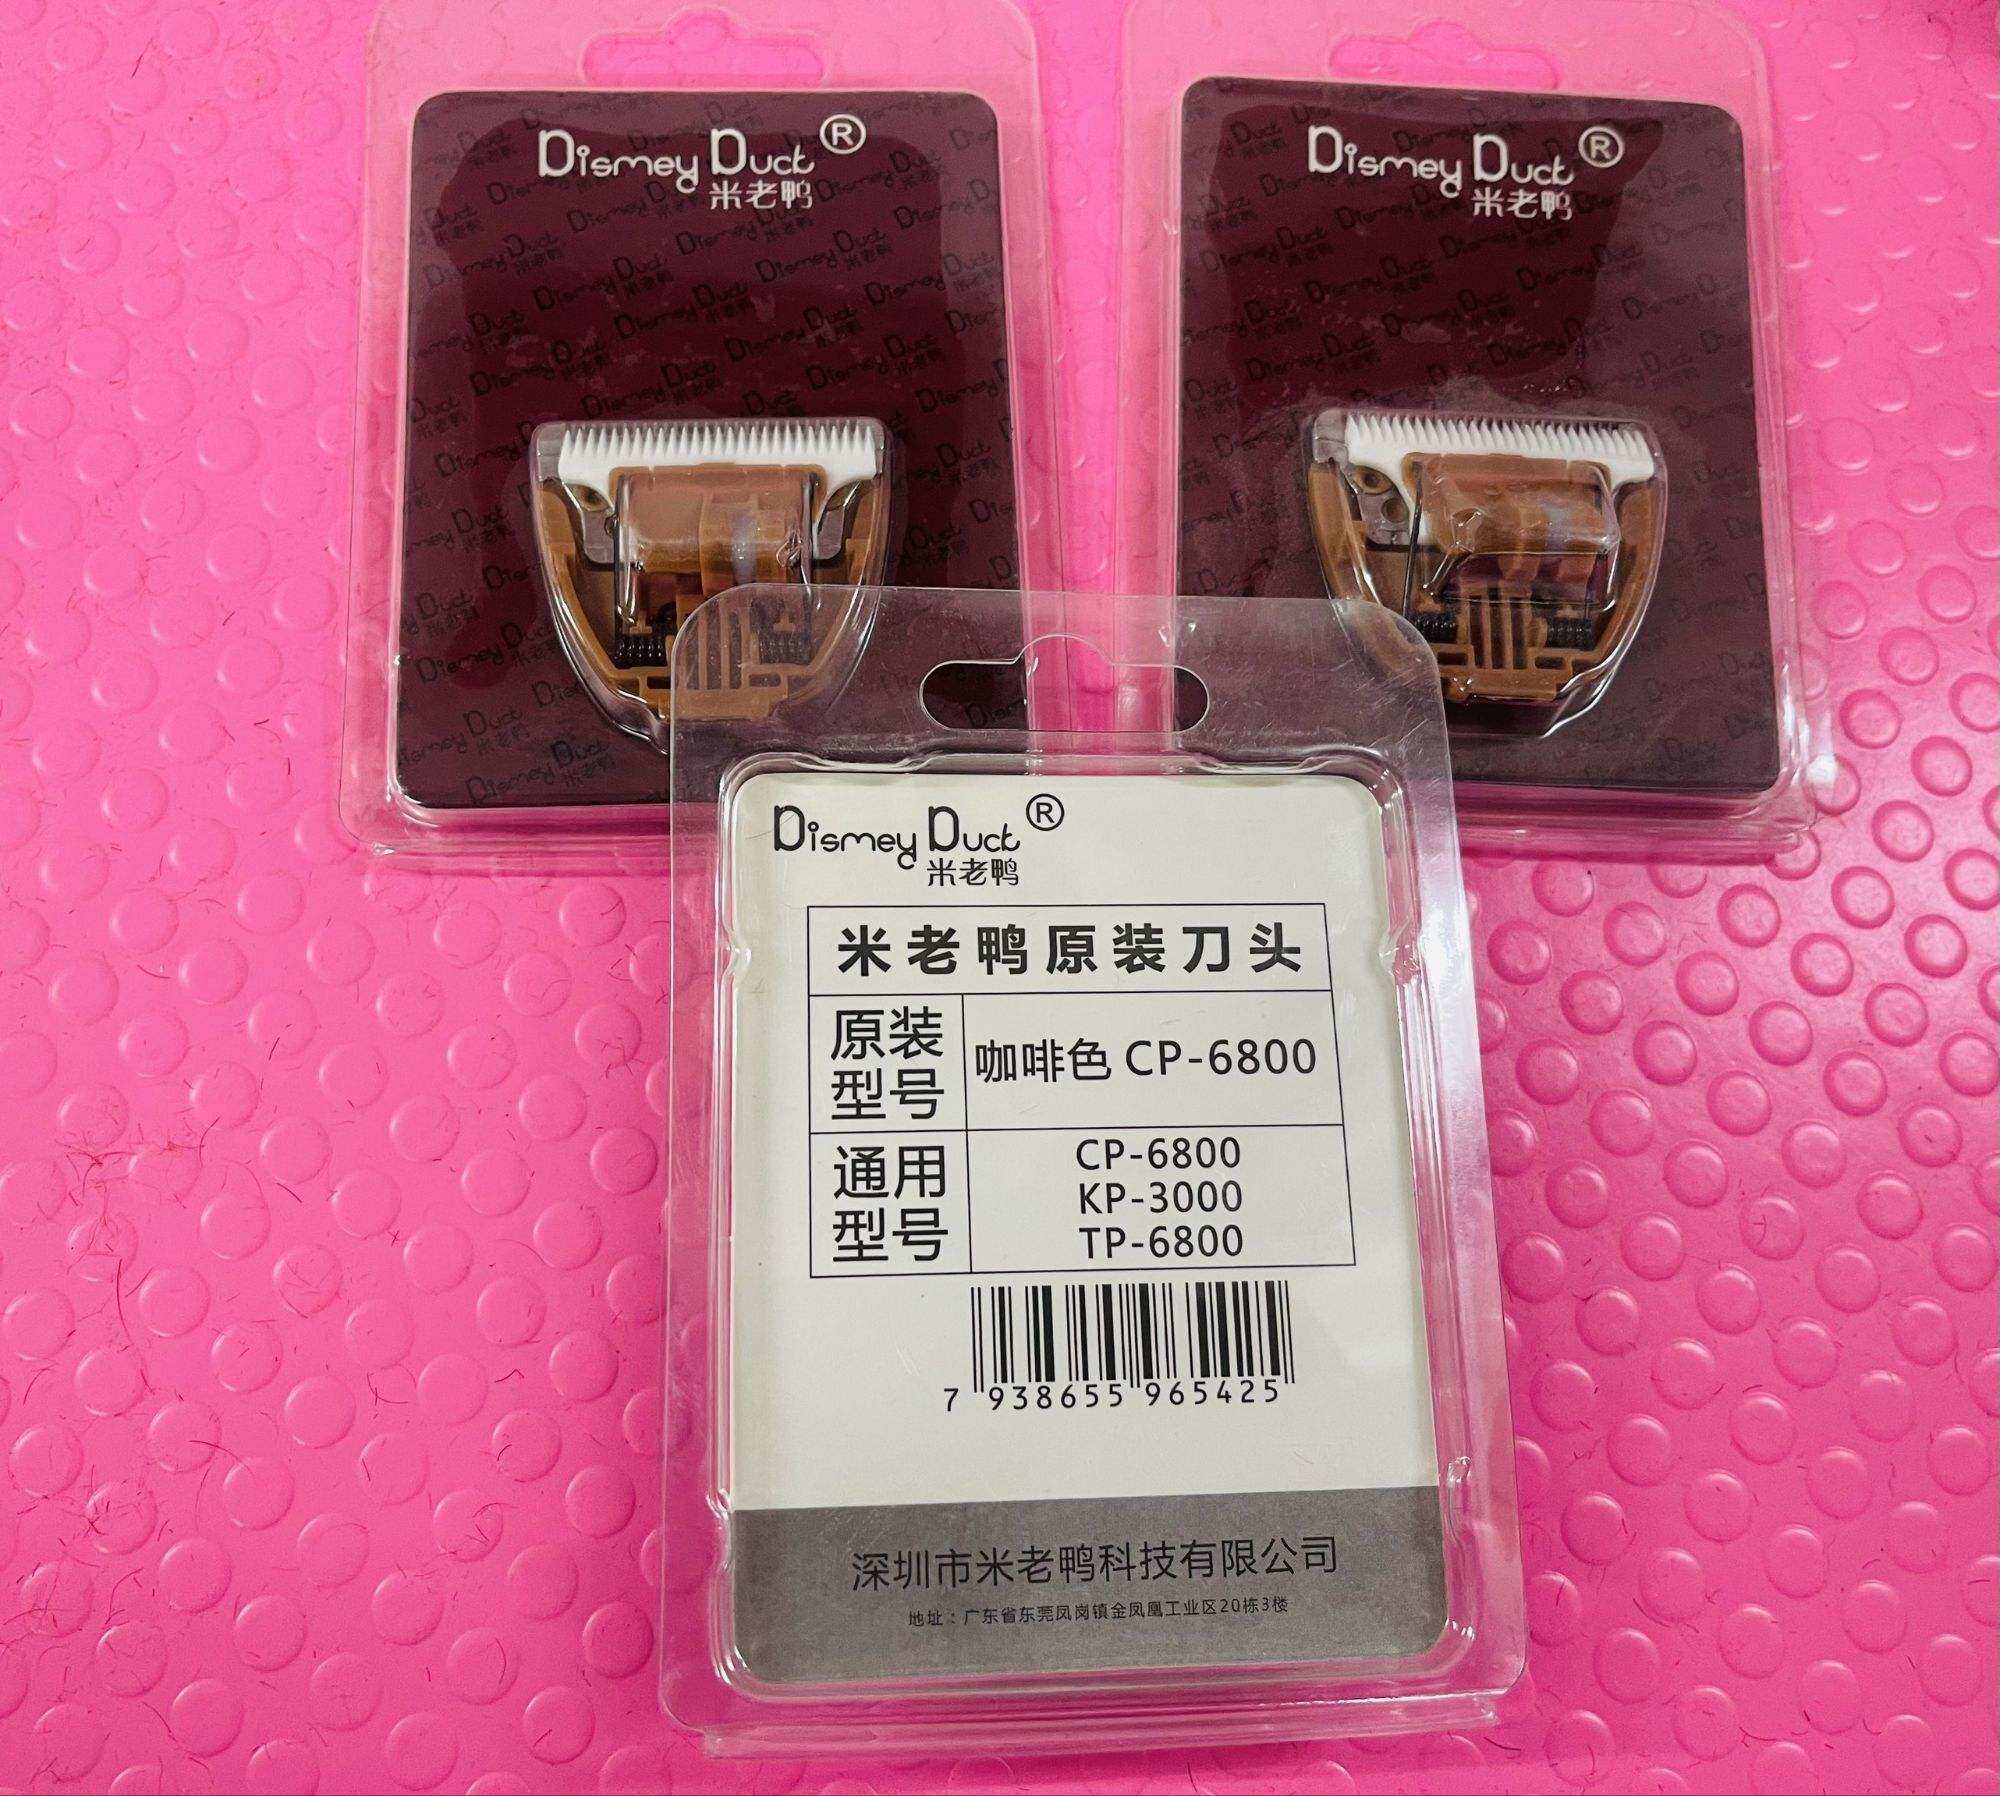 Dismey Duck®
米老鸭
Dismey Duck®
米老鸭
Dismey Duck®
米老鸭
米老鸭原装刀头
原装
型号
咖啡色 CP-6800
通用
型号
CP-6800
KP-3000
TP-6800
7 938655 965425
深圳市米老鸭科技有限公司
地址：广东省东莞凤岗镇金凤凰工业区20栋3楼